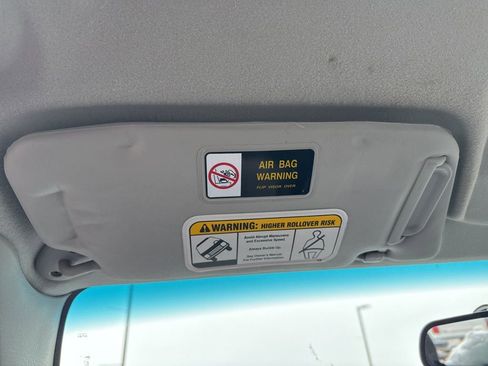 AIR BAG
WARNING
FLIP VISOR OVER
WARNING: HIGHER ROLLOVER RISK
Avoid Abrupt Maneuvers
and Excessive Speed.
Always Buckle Up.
See Owner's Manual
For Further Information.